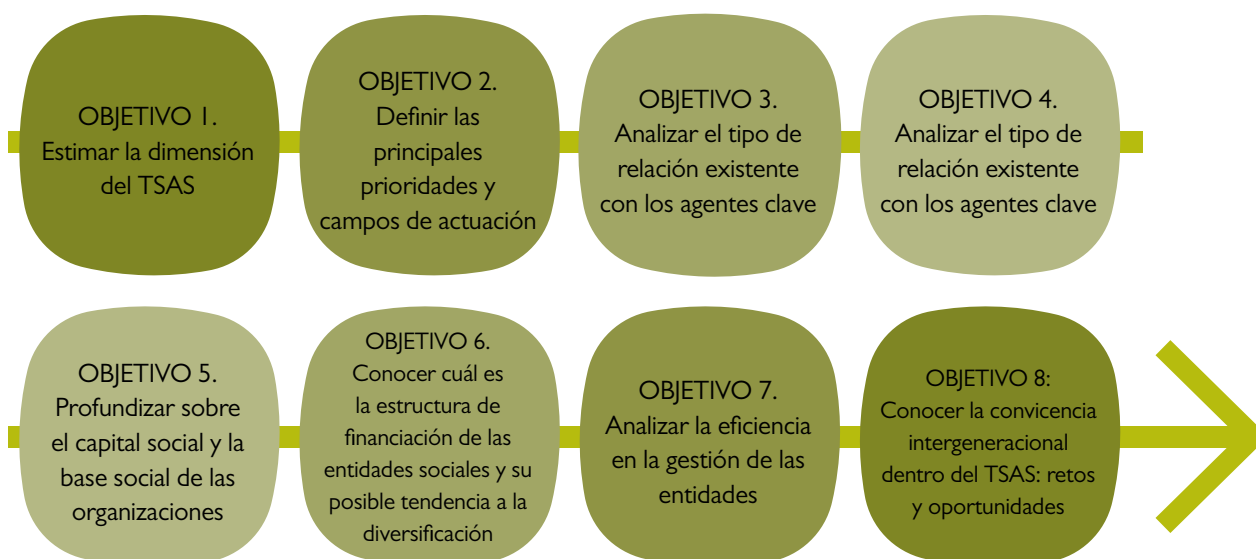 OBJETIVO 1.
Estimar la dimensión
del TSAS
OBJETIVO 2.
Definir las
principales
prioridades y
campos de actuación
OBJETIVO 3.
Analizar el tipo de
relación existente
con los agentes clave
OBJETIVO 4.
Analizar el tipo de
relación existente
con los agentes clave
OBJETIVO 5.
Profundizar sobre
el capital social y la
base social de las
organizaciones
OBJETIVO 6.
Conocer cuál es
la estructura de
financiación de las
entidades sociales y su
posible tendencia a la
diversificación
OBJETIVO 7.
Analizar la eficiencia
en la gestión de las
entidades
OBJETIVO 8:
Conocer la convicencia
intergeneracional
dentro del TSAS: retos
y oportunidades